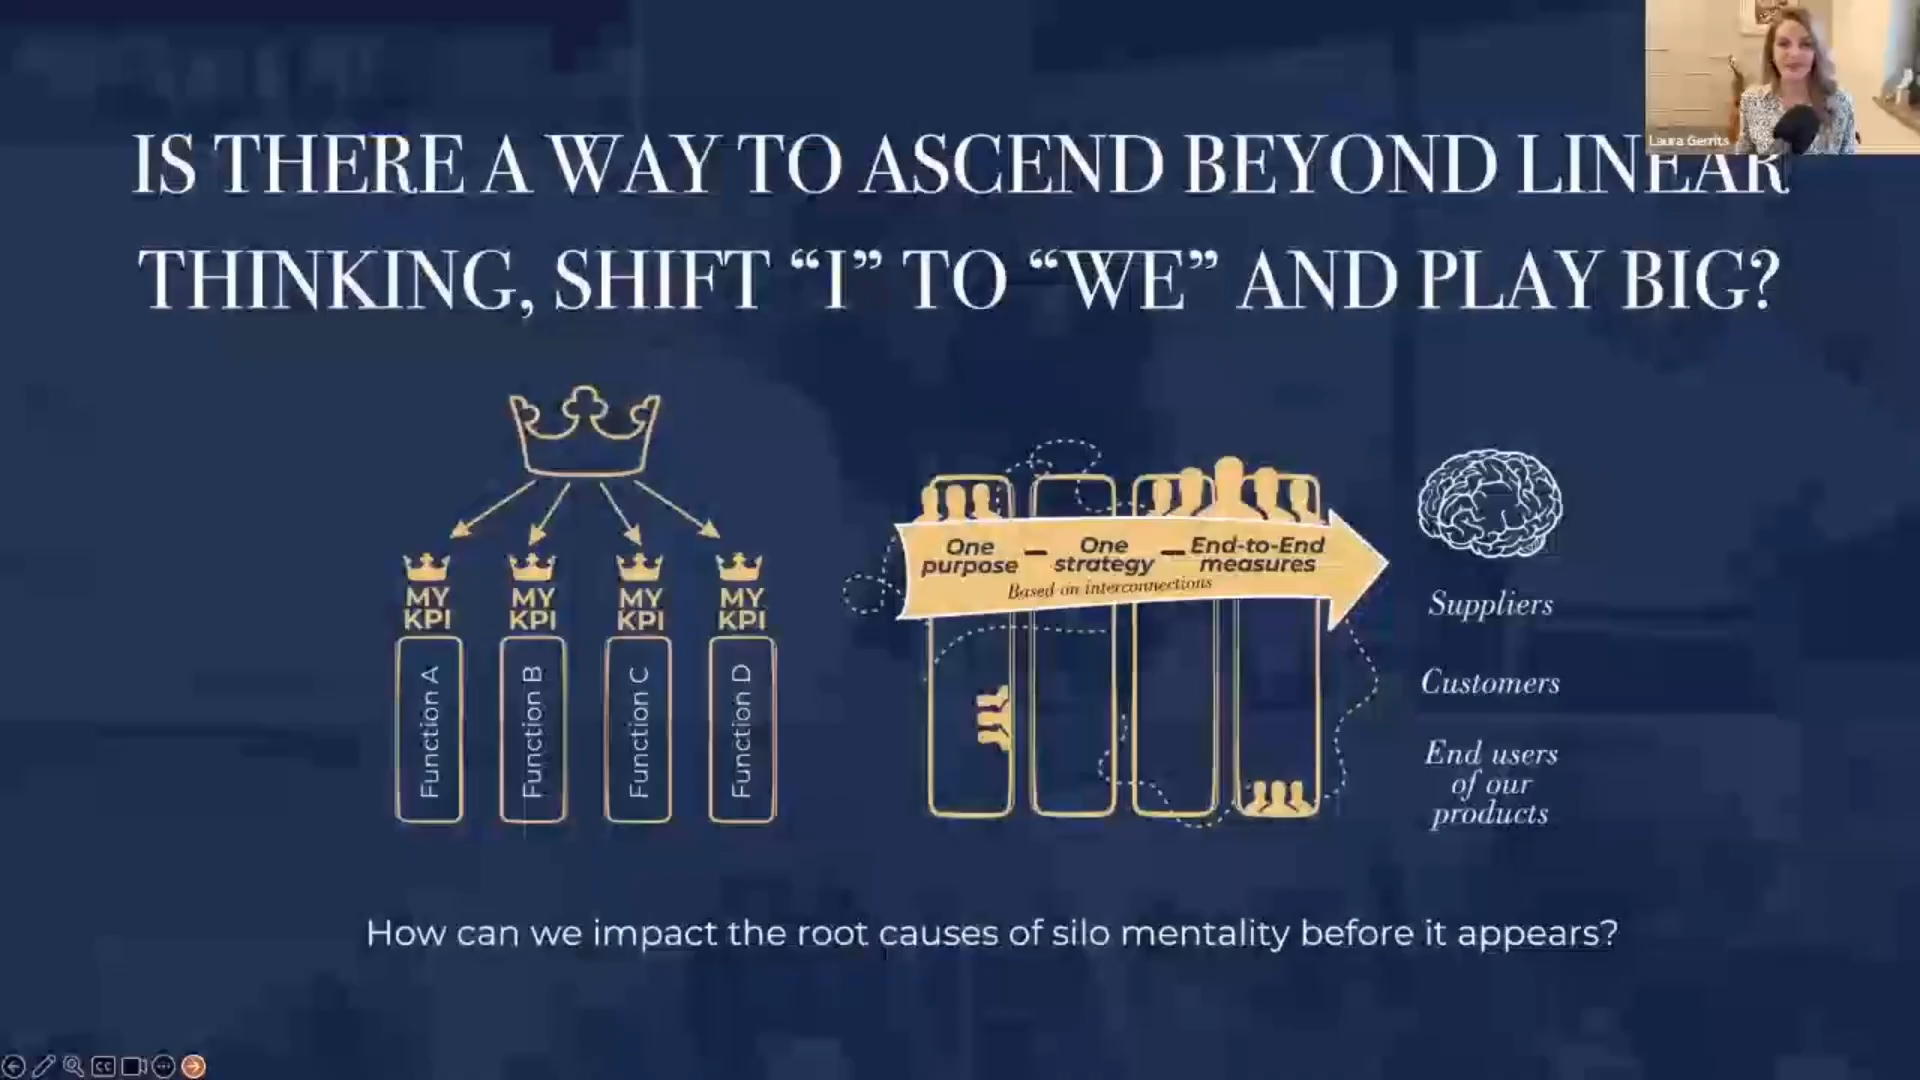 Laura Gerrits
IS THERE A WAY TO ASCEND BEYOND LINEAR
THINKING, SHIFT “I” TO “WE” AND PLAY BIG?
MY
KPI
MY
KPI
MY
KPI
MY
KPI
Function A
Function B
Function C
Function D
One
purpose
One
strategy
End-to-End
measures
Based on interconnections
Suppliers
Customers
End users
of our
products
How can we impact the root causes of silo mentality before it appears?
CC